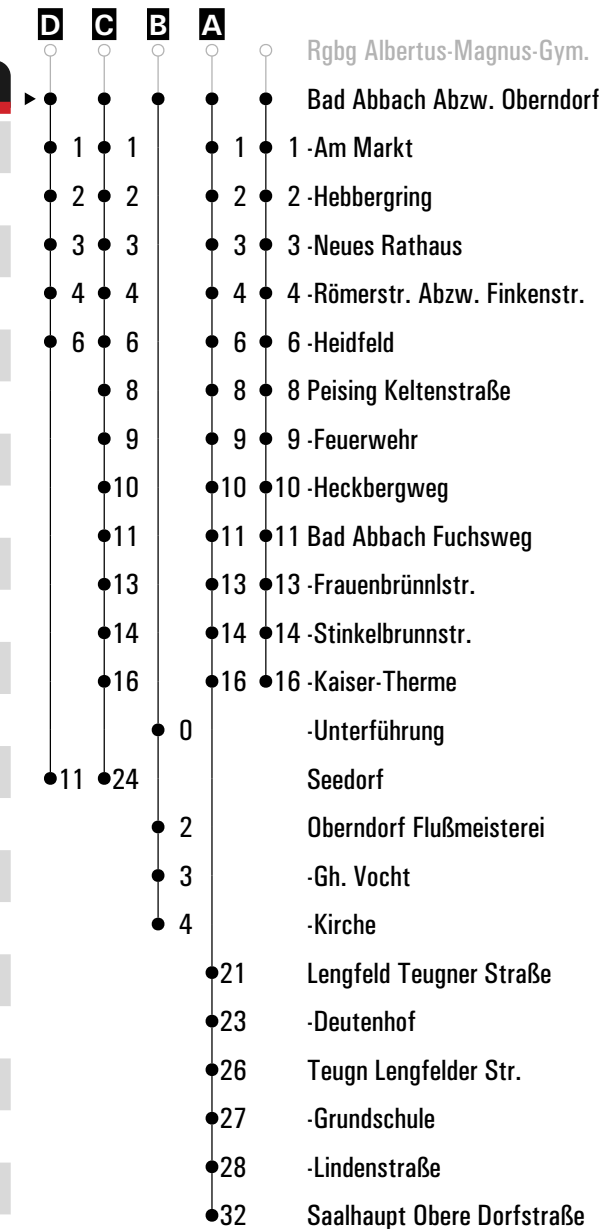 D C B A
Rgbg Albertus-Magnus-Gym.
Bad Abbach Abzw. Oberndorf
1 1 1 1 -Am Markt
2 2 2 2 -Hebbergring
3 3 3 3 -Neues Rathaus
4 4 4 4 -Römerstr. Abzw. Finkenstr.
6 6 6 6 -Heidfeld
8 8 8 Peising Keltenstraße
9 9 9 -Feuerwehr
10 10 10 -Heckbergweg
11 11 11 Bad Abbach Fuchsweg
13 13 13 -Frauenbrünnlstr.
14 14 14 -Stinkelbrunnstr.
16 16 16 -Kaiser-Therme
0 -Unterführung
11 24 Seedorf
2 Oberndorf Flußmeisterei
3 -Gh. Vocht
4 -Kirche
21 Lengfeld Teugner Straße
23 -Deutenhof
26 Teugn Lengfelder Str.
27 -Grundschule
28 -Lindenstraße
32 Saalhaupt Obere Dorfstraße